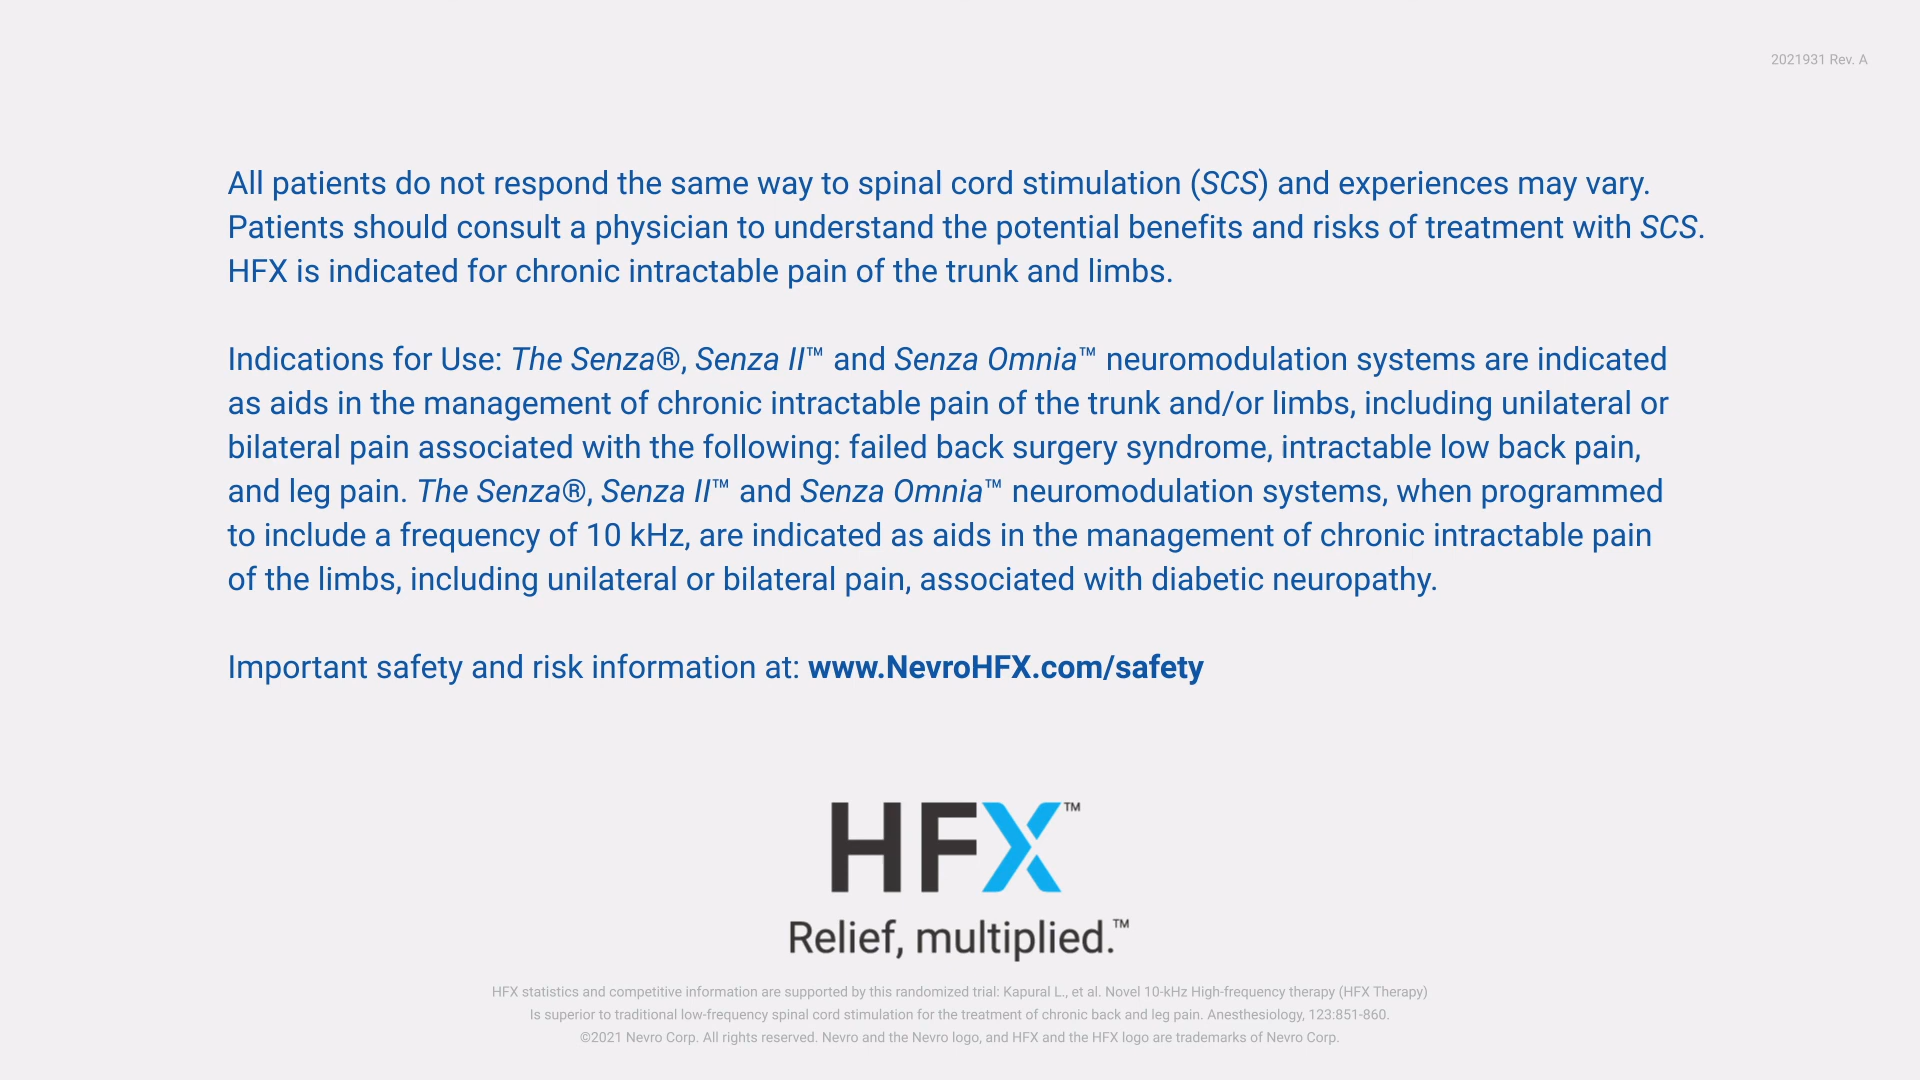 2021931 Rev. A
All patients do not respond the same way to spinal cord stimulation (SCS) and experiences may vary.
Patients should consult a physician to understand the potential benefits and risks of treatment with SCS.
HFX is indicated for chronic intractable pain of the trunk and limbs.
Indications for Use: The Senza®, Senza II™ and Senza Omnia™ neuromodulation systems are indicated
as aids in the management of chronic intractable pain of the trunk and/or limbs, including unilateral or
bilateral pain associated with the following: failed back surgery syndrome, intractable low back pain,
and leg pain. The Senza®, Senza II™ and Senza Omnia™ neuromodulation systems, when programmed
to include a frequency of 10 kHz, are indicated as aids in the management of chronic intractable pain
of the limbs, including unilateral or bilateral pain, associated with diabetic neuropathy.
Important safety and risk information at: www.NevroHFX.com/safety
HFX™
Relief, multiplied.™
HFX statistics and competitive information are supported by this randomized trial: Kapural L., et al. Novel 10-kHz High-frequency therapy (HFX Therapy)
Is superior to traditional low-frequency spinal cord stimulation for the treatment of chronic back and leg pain. Anesthesiology, 123:851-860.
©2021 Nevro Corp. All rights reserved. Nevro and the Nevro logo, and HFX and the HFX logo are trademarks of Nevro Corp.